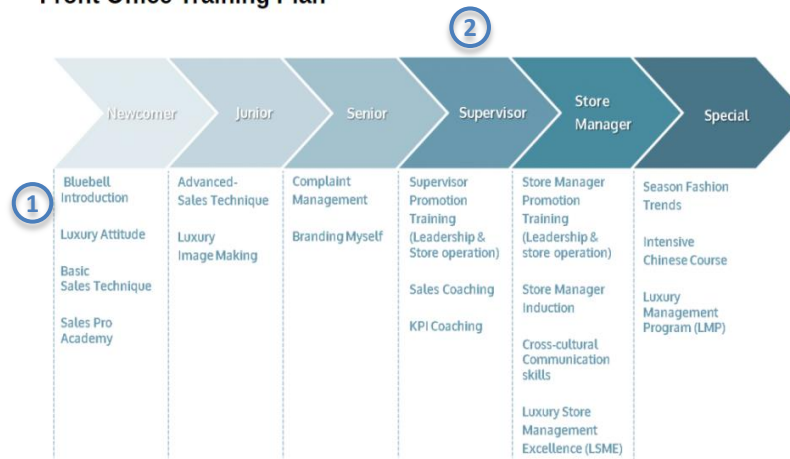 Front Office Training Plan
2
Newcomer
Junior
Senior
Supervisor
Store
Manager
Special
1
Bluebell
Introduction
Luxury Attitude
Basic
Sales Technique
Sales Pro
Academy
Advanced-
Sales Technique
Luxury
Image Making
Complaint
Management
Branding Myself
Supervisor
Promotion
Training
(Leadership &
Store operation)
Sales Coaching
KPI Coaching
Store Manager
Promotion
Training
(Leadership &
store operation)
Store Manager
Induction
Cross-cultural
Communication
skills
Luxury Store
Management
Excellence (LSME)
Season Fashion
Trends
Intensive
Chinese Course
Luxury
Management
Program (LMP)